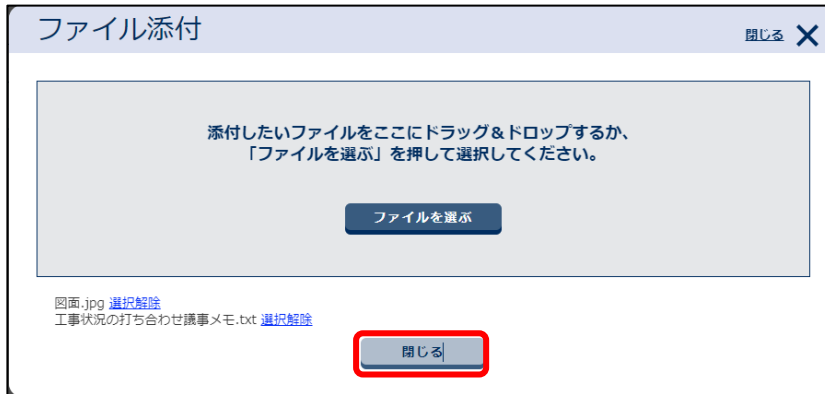 ファイル添付
閉じる
添付したいファイルをここにドラッグ＆ドロップするか、
「ファイルを選ぶ」を押して選択してください。
ファイルを選ぶ
図面.jpg 選択解除
工事状況の打ち合わせ議事メモ.txt 選択解除
閉じる